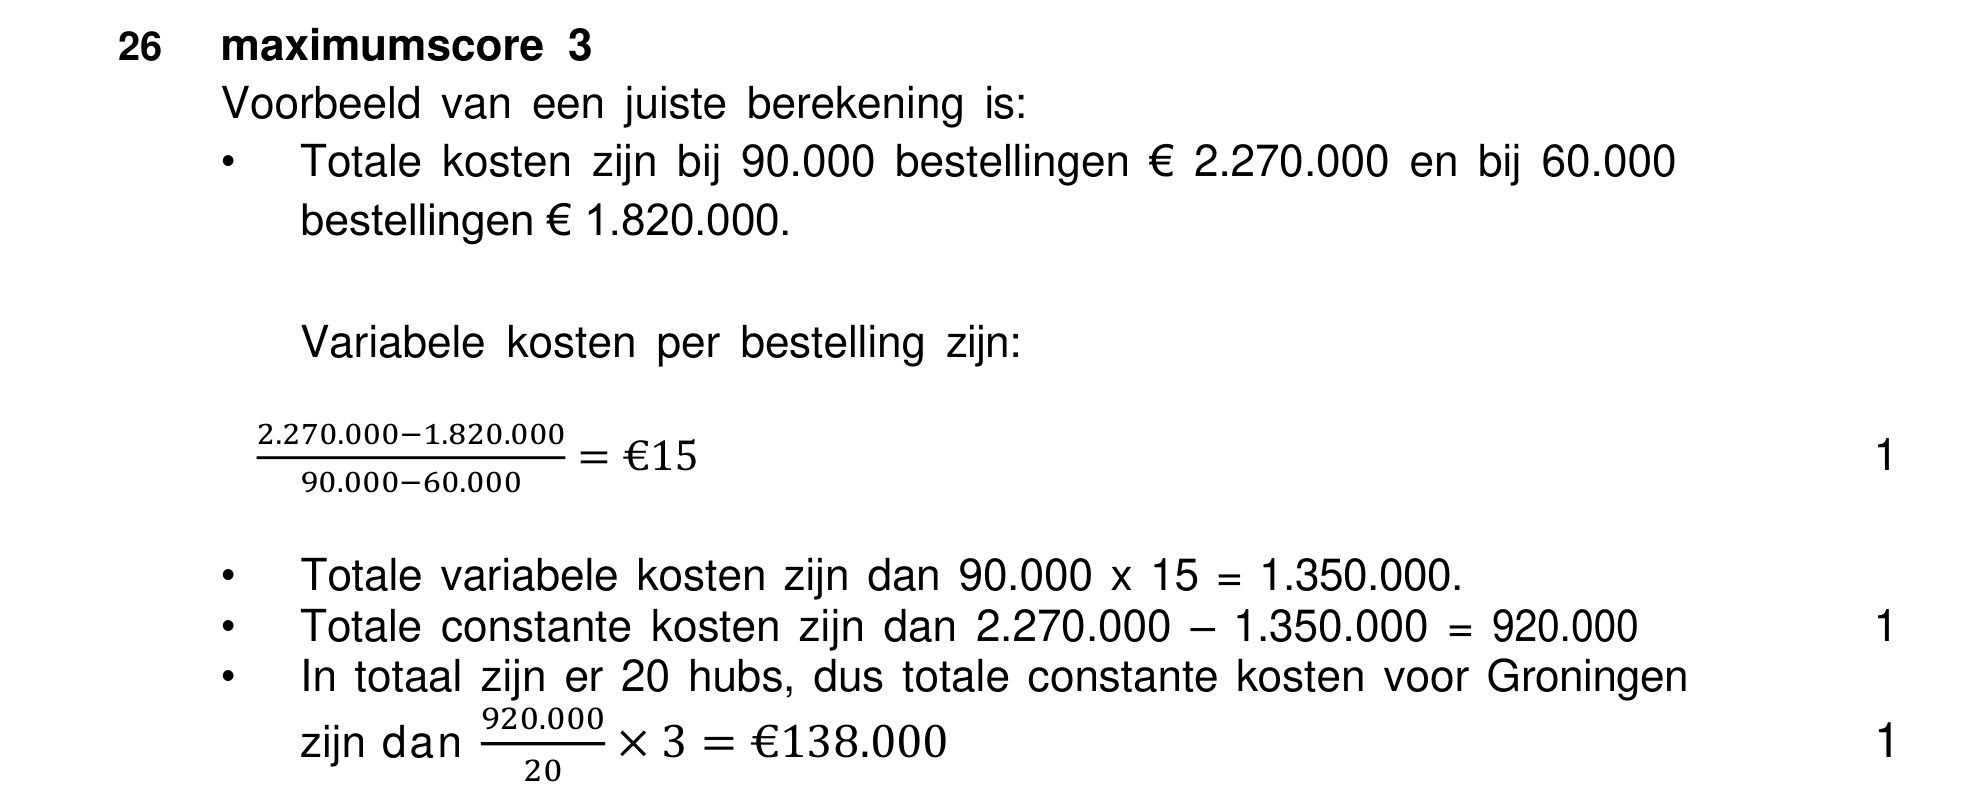 26 maximumscore 3
Voorbeeld van een juiste berekening is:
• Totale kosten zijn bij 90.000 bestellingen € 2.270.000 en bij 60.000
bestellingen € 1.820.000.
Variabele kosten per bestelling zijn:
2.270.000−1.820.000
90.000−60.000
= €15 1
• Totale variabele kosten zijn dan 90.000 x 15 = 1.350.000.
• Totale constante kosten zijn dan 2.270.000 – 1.350.000 = 920.000 1
• In totaal zijn er 20 hubs, dus totale constante kosten voor Groningen
zijn dan 920.000/20 × 3 = €138.000 1